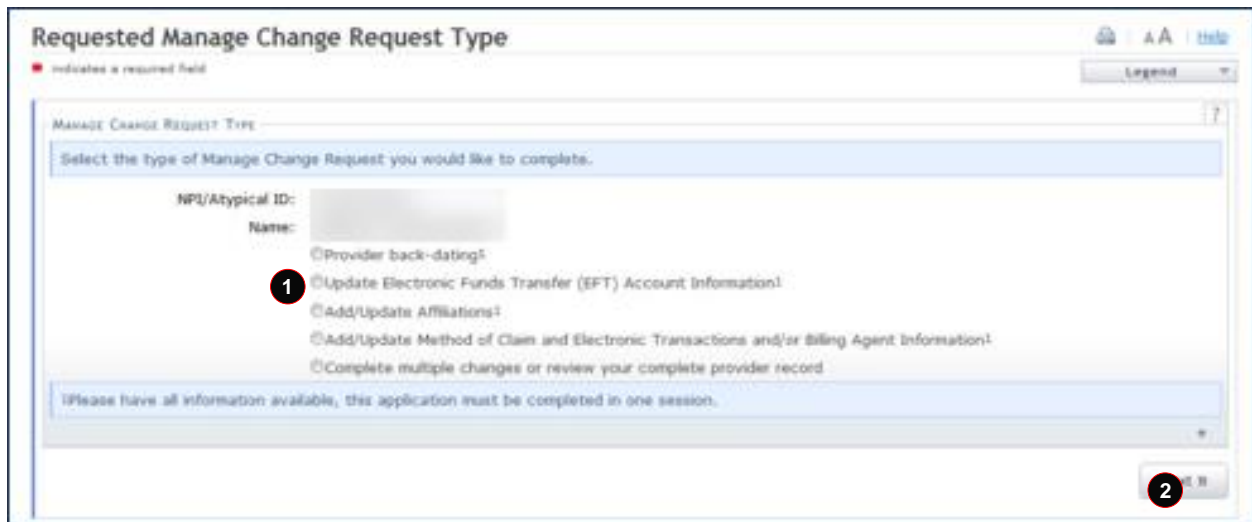 Requested Manage Change Request Type
AA Help
indicates a required field
Legend
MANAGE CHANGE REQUEST TYPE
?
Select the type of Manage Change Request you would like to complete.
NPI/Atypical ID:
Name:
Provider back-dating‡
1 Update Electronic Funds Transfer (EFT) Account Information‡
Add/Update Affiliations‡
Add/Update Method of Claim and Electronic Transactions and/or Billing Agent Information‡
Complete multiple changes or review your complete provider record
‡Please have all information available, this application must be completed in one session.
2